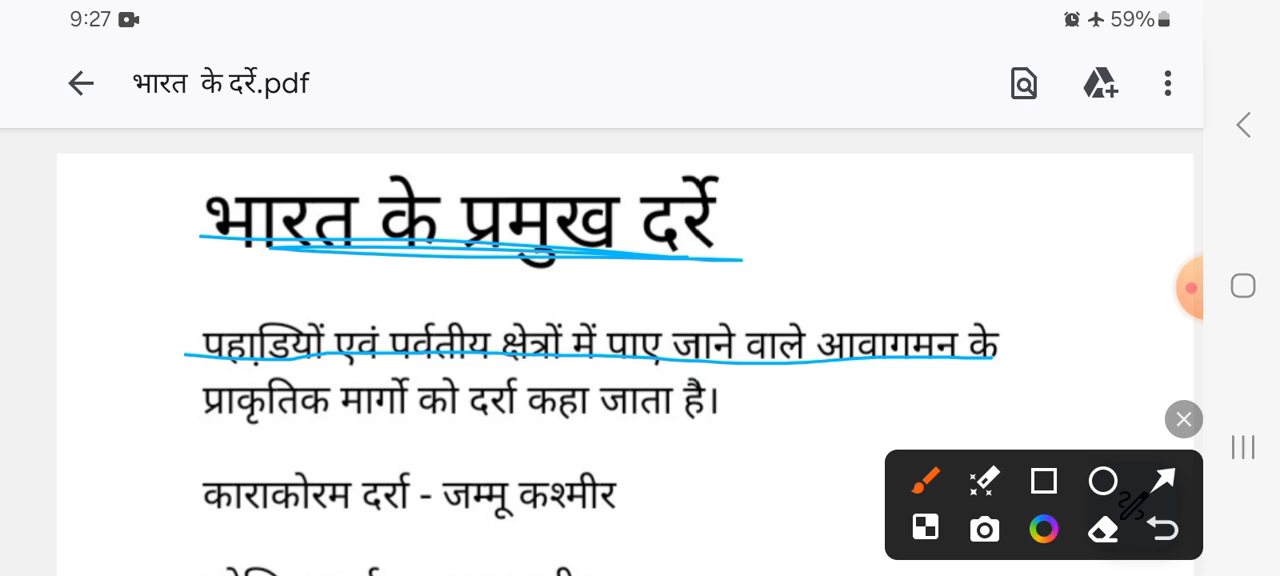 9:27
59%
भारत के दर्रे.pdf
भारत के प्रमुख दर्रे
पहाडियों एवं पर्वतीय क्षेत्रों में पाए जाने वाले आवागमन के
प्राकृतिक मार्गो को दर्रा कहा जाता है।
काराकोरम दर्रा - जम्मू कश्मीर